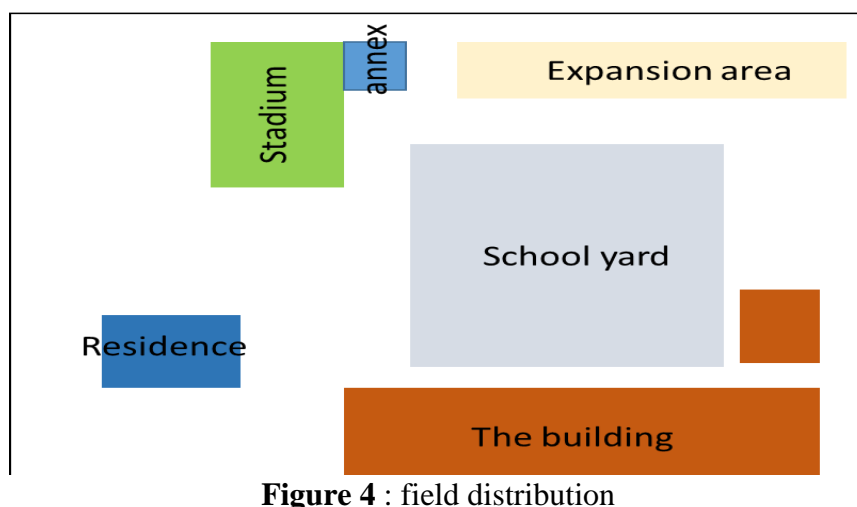 Stadium
annex
Expansion area
School yard
Residence
The building
Figure 4 : field distribution